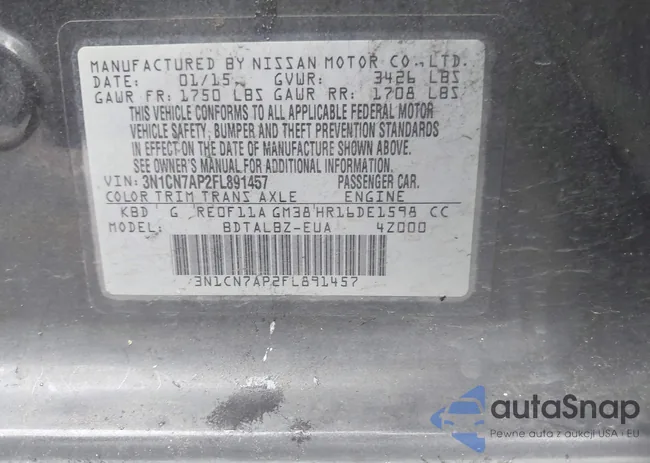 MANUFACTURED BY NISSAN MOTOR CO., LTD.
DATE: 01/15 GVWR: 3426 LBS
GAWR FR: 1750 LBS GAWR RR: 1708 LBS
THIS VEHICLE CONFORMS TO ALL APPLICABLE FEDERAL MOTOR
VEHICLE SAFETY, BUMPER AND THEFT PREVENTION STANDARDS
IN EFFECT ON THE DATE OF MANUFACTURE SHOWN ABOVE.
SEE OWNER'S MANUAL FOR ADDITIONAL INFORMATION.
VIN: 3N1CN7AP2FL891457 PASSENGER CAR.
COLOR TRIM TRANS AXLE ENGINE
KBD G RE0F11A GM38 HR16DE1598 CC
MODEL: BDTALBZ-EUA 4Z000
3N1CN7AP2FL891457
autaSnap
Pewne auta z aukcji USA i EU